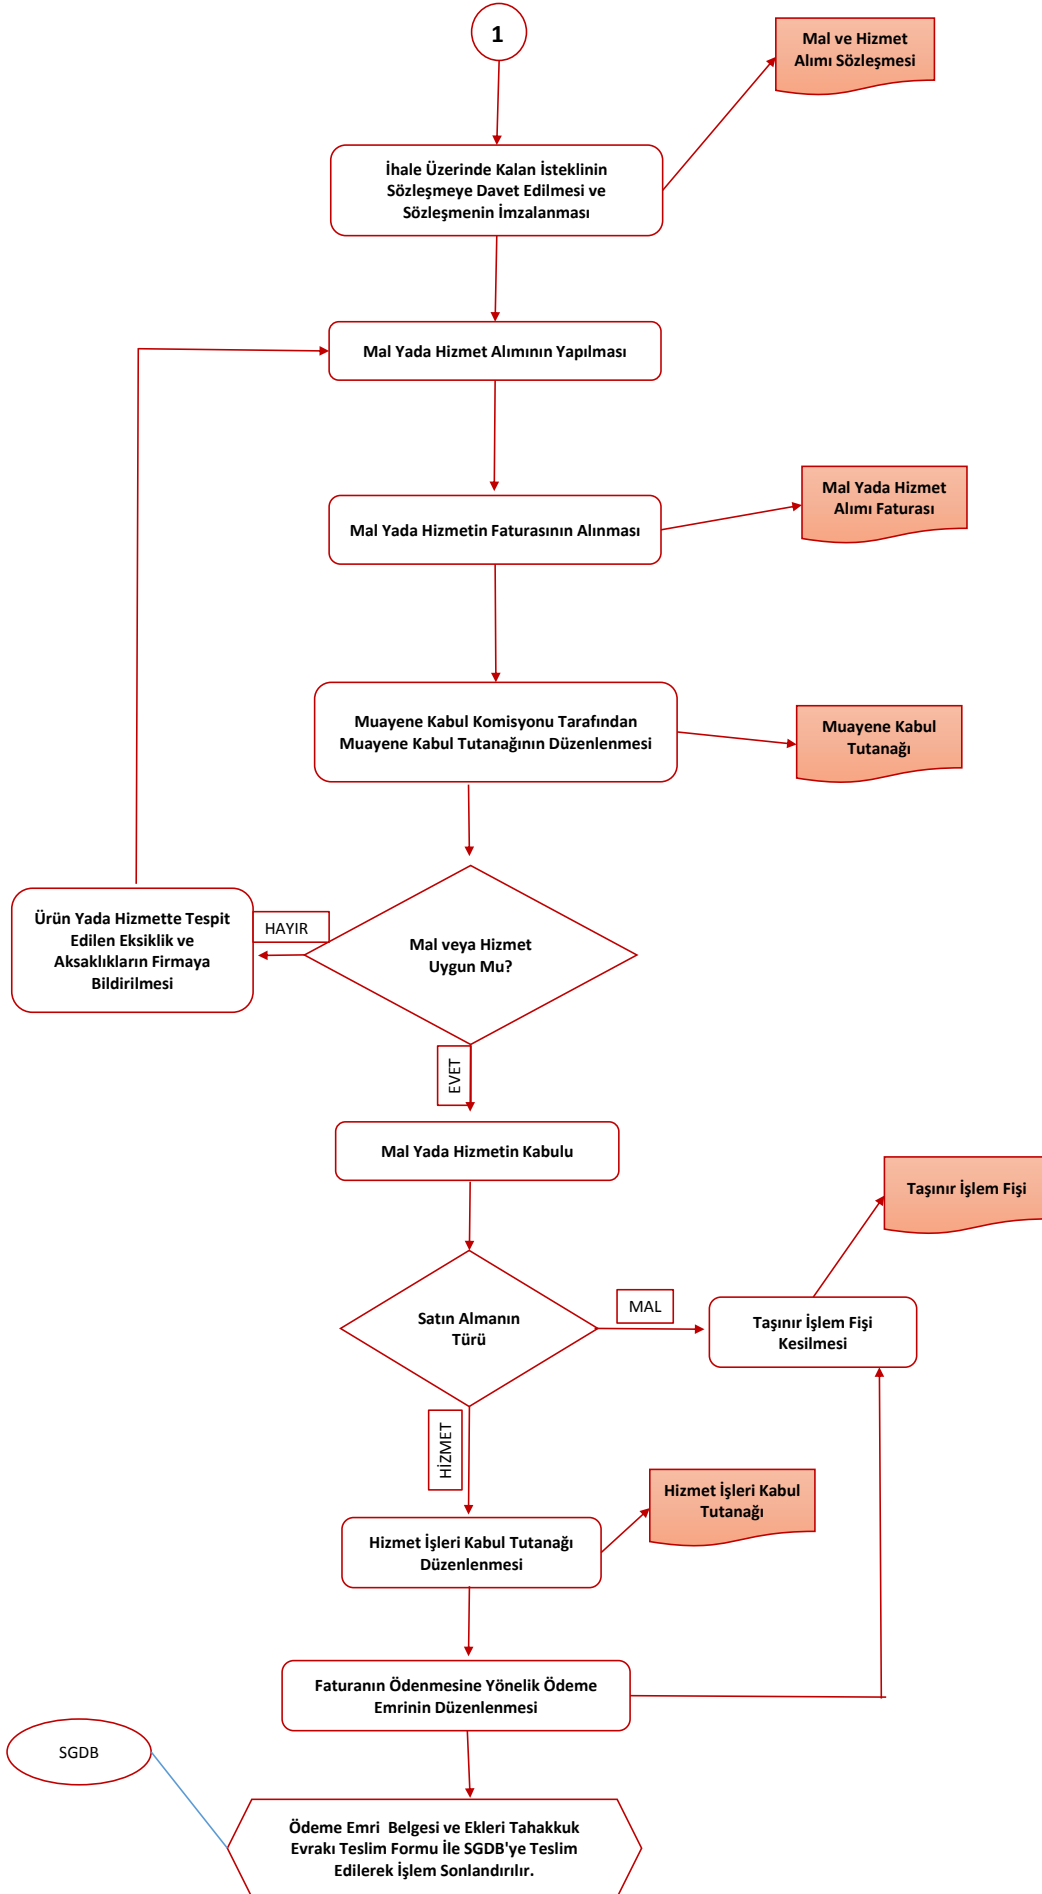 1
Mal ve Hizmet
Alımı Sözleşmesi
İhale Üzerinde Kalan İsteklinin
Sözleşmeye Davet Edilmesi ve
Sözleşmenin İmzalanması
Mal Yada Hizmet Alımının Yapılması
Mal Yada Hizmet
Alımı Faturası
Mal Yada Hizmetin Faturasının Alınması
Muayene Kabul Komisyonu Tarafından
Muayene Kabul Tutanağının Düzenlenmesi
Muayene Kabul
Tutanağı
Ürün Yada Hizmette Tespit
Edilen Eksiklik ve
Aksaklıkların Firmaya
Bildirilmesi
HAYIR
Mal veya Hizmet
Uygun Mu?
EVET
Mal Yada Hizmetin Kabulu
Taşınır İşlem Fişi
Satın Almanın
Türü
MAL
Taşınır İşlem Fişi
Kesilmesi
HİZMET
Hizmet İşleri Kabul
Tutanağı
Hizmet İşleri Kabul Tutanağı
Düzenlenmesi
Faturanın Ödenmesine Yönelik Ödeme
Emrinin Düzenlenmesi
SGDB
Ödeme Emri  Belgesi ve Ekleri Tahakkuk
Evrakı Teslim Formu İle SGDB'ye Teslim
Edilerek İşlem Sonlandırılır.